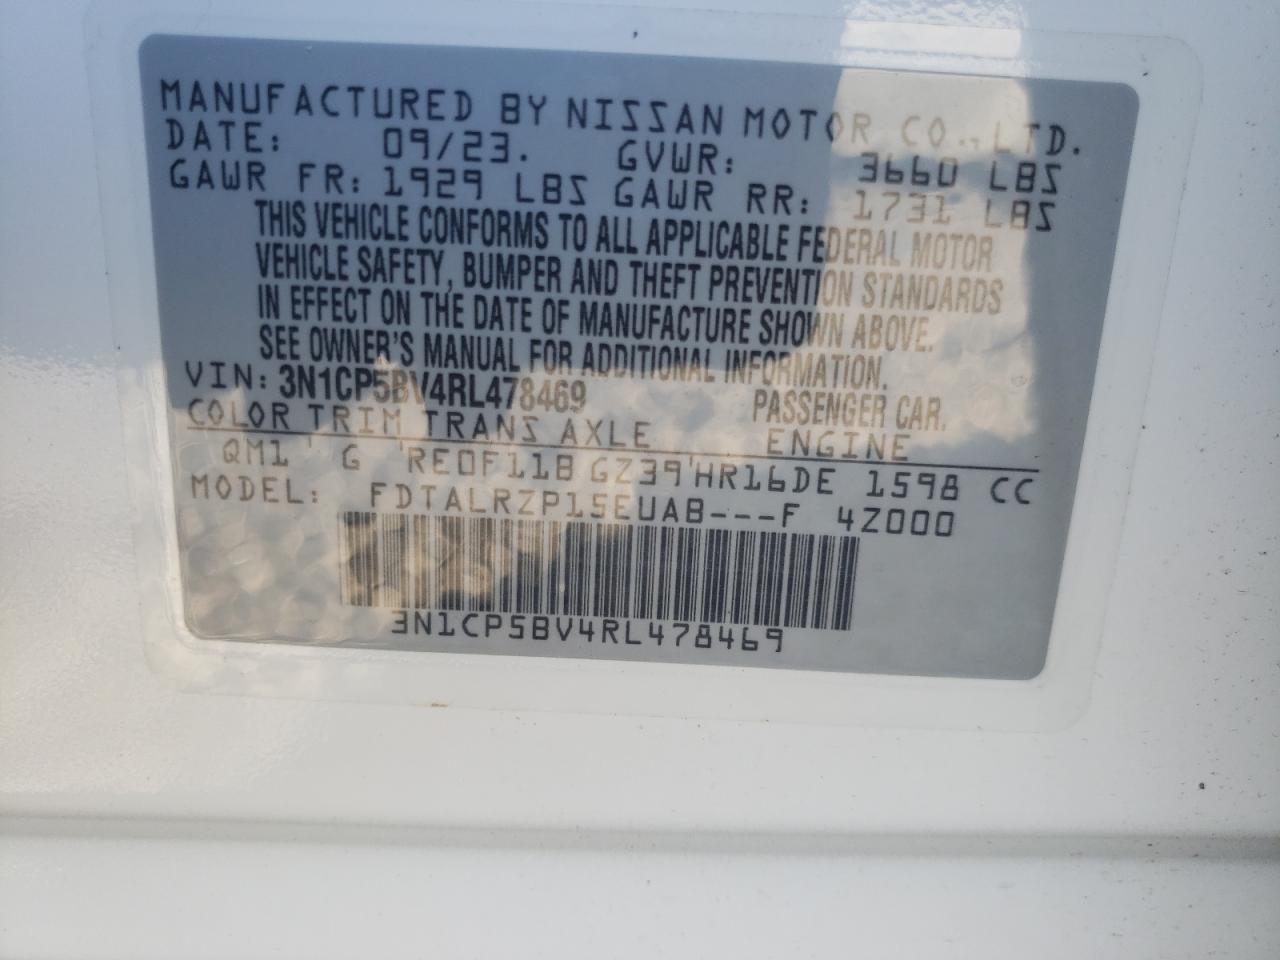 MANUFACTURED BY NISSAN MOTOR CO., LTD.
DATE: 09/23. GVWR: 3660 LBS
GAWR FR: 1929 LBS GAWR RR: 1731 LBS
THIS VEHICLE CONFORMS TO ALL APPLICABLE FEDERAL MOTOR
VEHICLE SAFETY, BUMPER AND THEFT PREVENTION STANDARDS
IN EFFECT ON THE DATE OF MANUFACTURE SHOWN ABOVE.
SEE OWNER'S MANUAL FOR ADDITIONAL INFORMATION.
VIN: 3N1CP5BV4RL478469 PASSENGER CAR.
COLOR TRIM TRANS AXLE ENGINE
QM1 ' G 'RE0F11B GZ39'HR16DE 1598 CC
MODEL: FDTALRZP15EUAB---F 4Z000
3N1CP5BV4RL478469